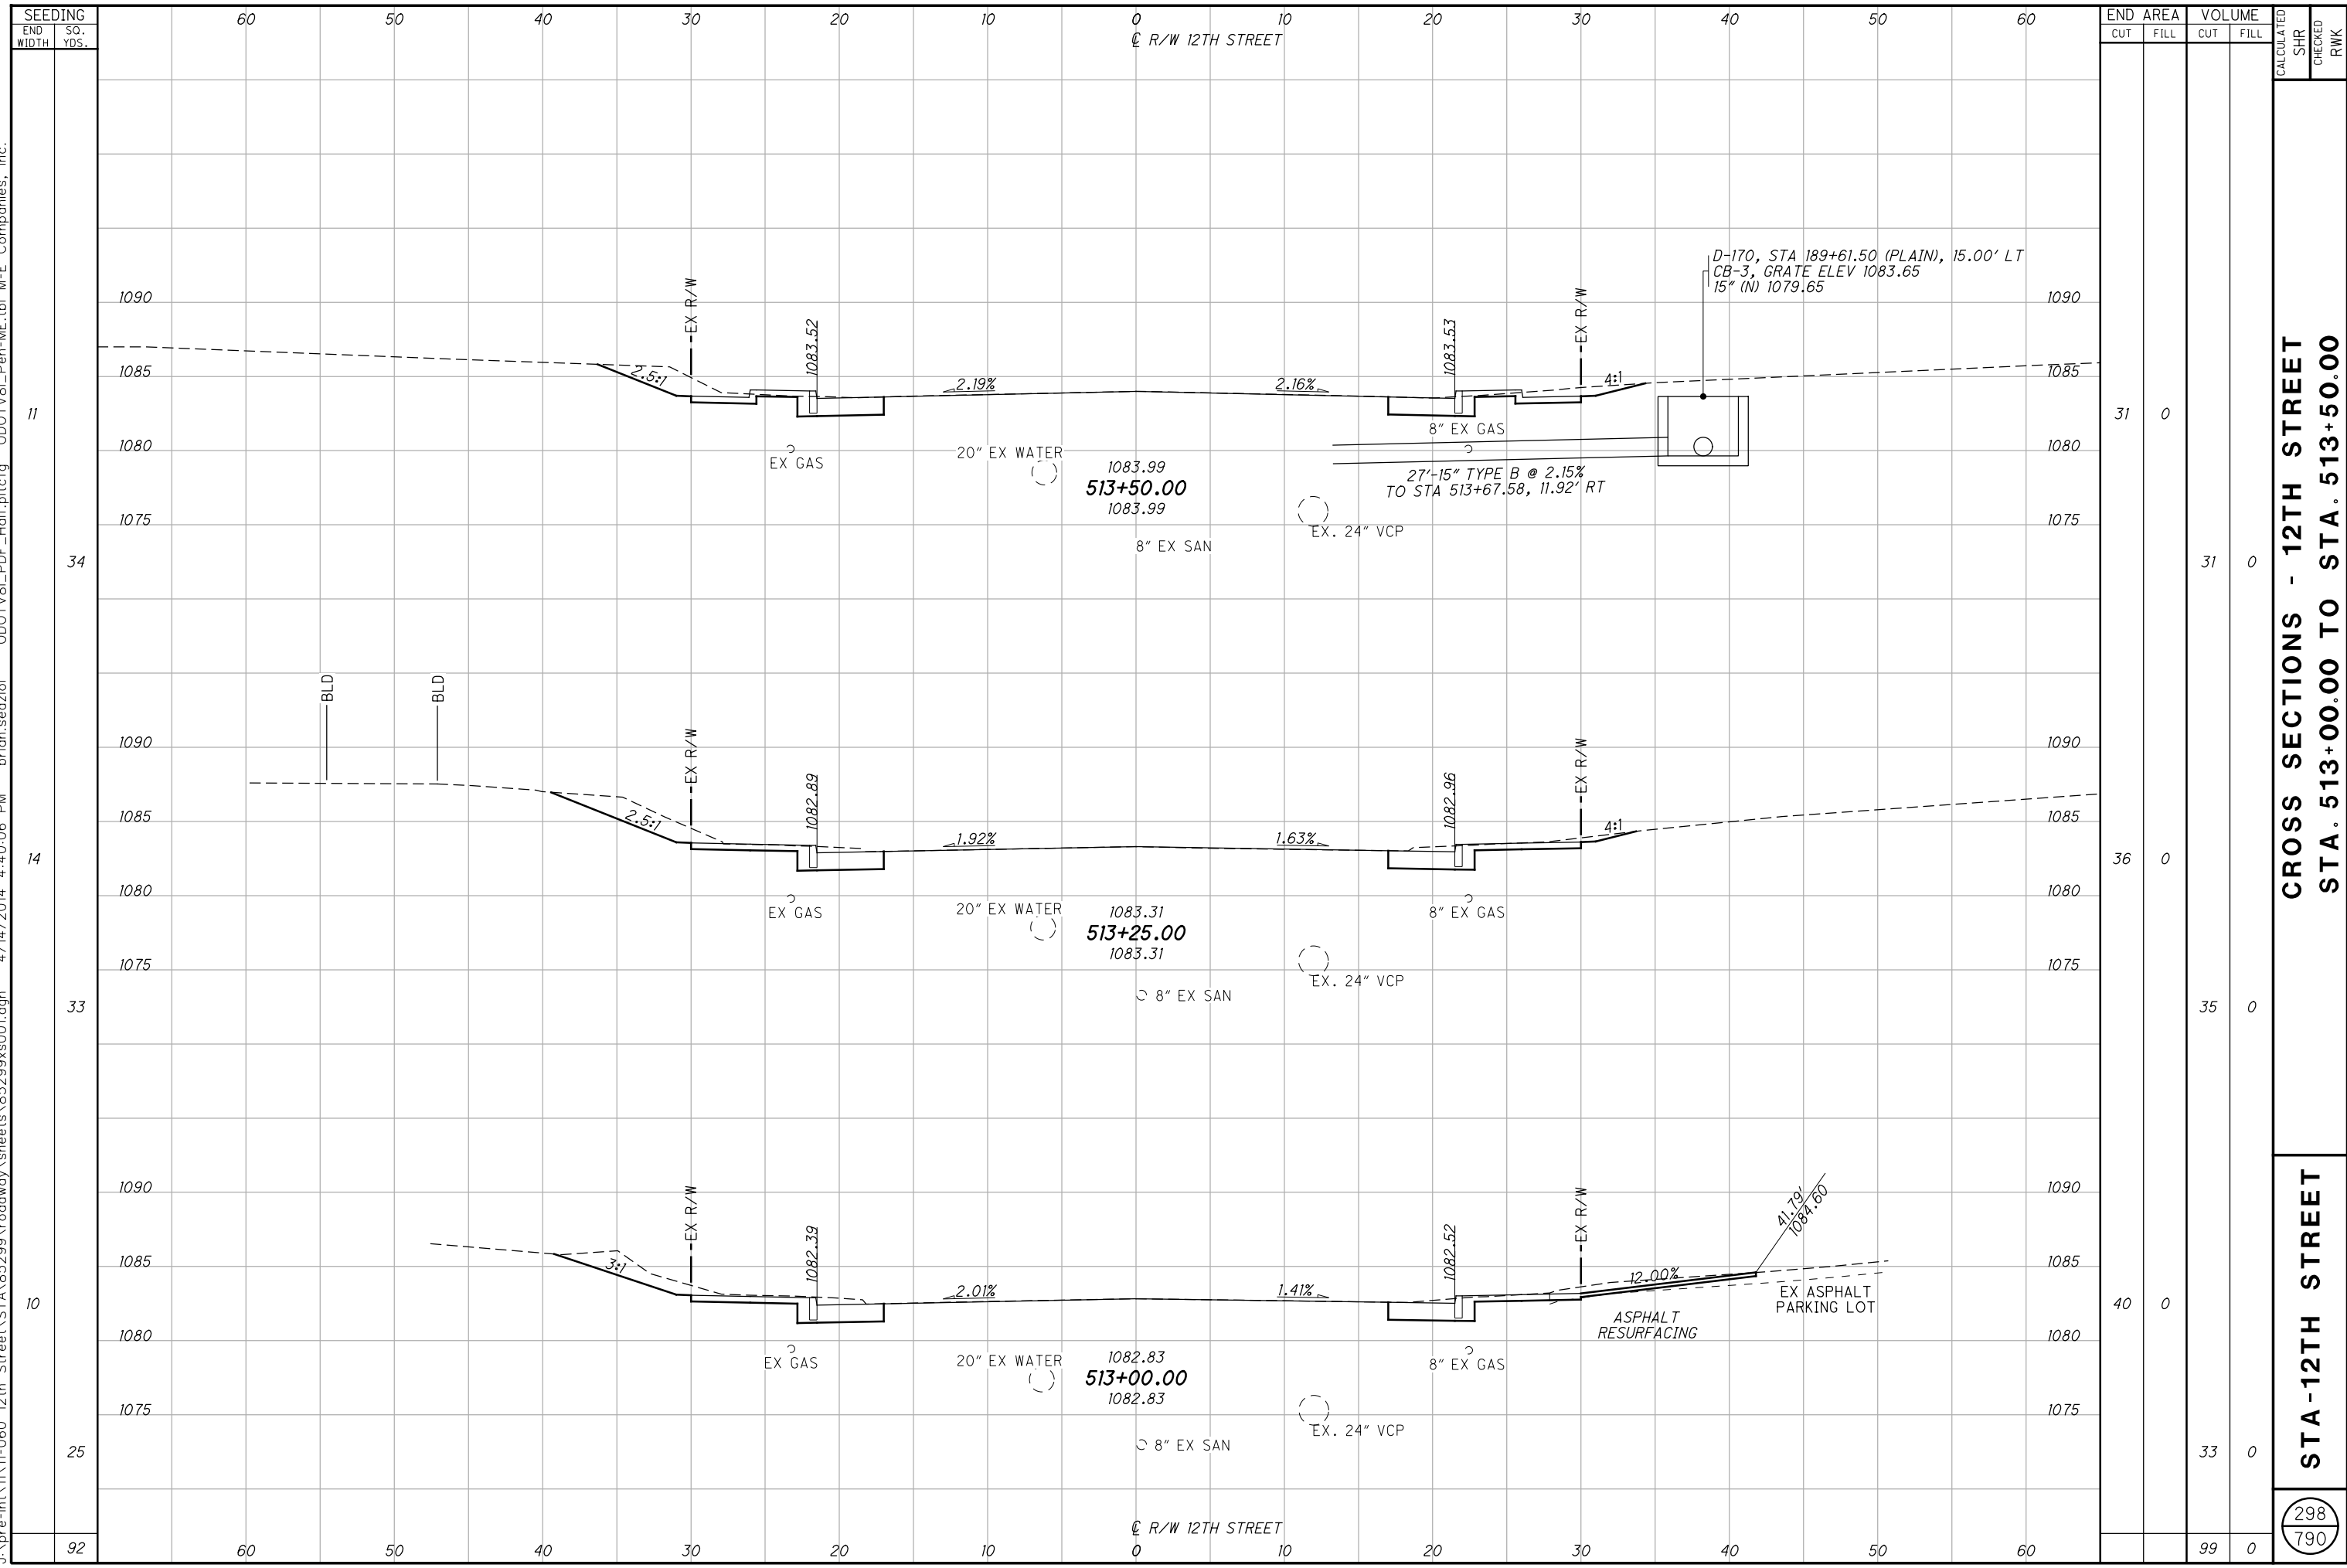 SEEDING
END WIDTH
SQ. YDS.
60 50 40 30 20 10 0 10 20 30 40 50 60
℄ R/W 12TH STREET
END AREA
VOLUME
CUT FILL CUT FILL
CALCULATED
SHR
CHECKED
RWK
D-170, STA 189+61.50 (PLAIN), 15.00' LT
CB-3, GRATE ELEV 1083.65
15" (N) 1079.65
1090 1090
EX R/W
EX R/W
1083.52
1083.53
1085 1085
2.5:1
2.19%
2.16%
4:1
11
31 0
1080 1080
8" EX GAS
EX GAS
20" EX WATER
1083.99
513+50.00
1083.99
27'-15" TYPE B @ 2.15%
TO STA 513+67.58, 11.92' RT
1075 1075
EX. 24" VCP
8" EX SAN
34
31 0
BLD
BLD
1090 1090
EX R/W
EX R/W
1082.89
1082.96
1085 1085
2.5:1
1.92%
1.63%
4:1
14
36 0
1080 1080
EX GAS
20" EX WATER
1083.31
513+25.00
1083.31
8" EX GAS
1075 1075
EX. 24" VCP
8" EX SAN
33
35 0
1090 1090
EX R/W
EX R/W
1082.39
1082.52
41.79'
1084.60
1085 1085
3:1
2.01%
1.41%
12.00%
EX ASPHALT
PARKING LOT
ASPHALT
RESURFACING
10
40 0
1080 1080
EX GAS
20" EX WATER
1082.83
513+00.00
1082.83
8" EX GAS
1075 1075
EX. 24" VCP
8" EX SAN
25
33 0
℄ R/W 12TH STREET
92
60 50 40 30 20 10 0 10 20 30 40 50 60
99 0
CROSS SECTIONS - 12TH STREET
STA. 513+00.00 TO STA. 513+50.00
STA-12TH STREET
298
790
4/14/2014 4:40:06 PM